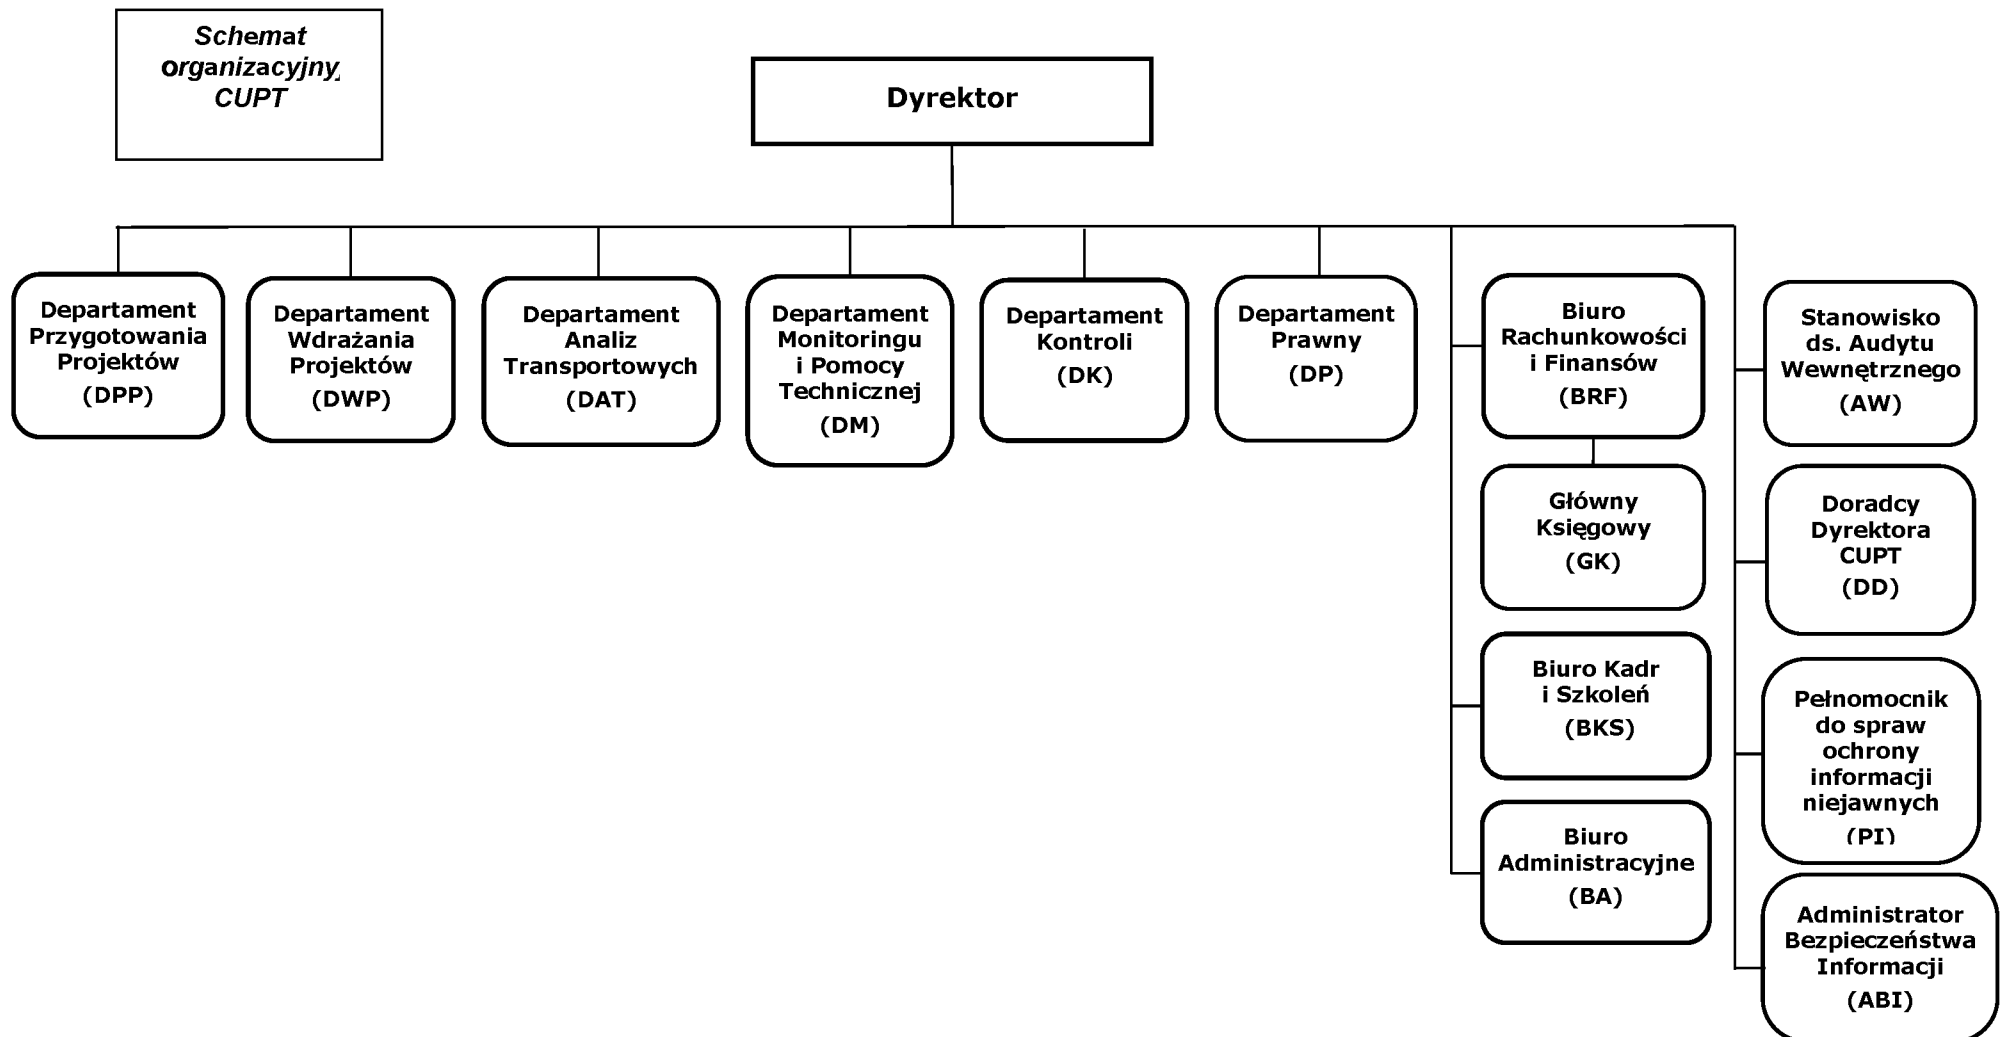 Schemat
organizacyjny
CUPT
Dyrektor
Departament
Przygotowania
Projektów
(DPP)
Departament
Wdrażania
Projektów
(DWP)
Departament
Analiz
Transportowych
(DAT)
Departament
Monitoringu
i Pomocy
Technicznej
(DM)
Departament
Kontroli
(DK)
Departament
Prawny
(DP)
Biuro
Rachunkowości
i Finansów
(BRF)
Główny
Księgowy
(GK)
Biuro Kadr
i Szkoleń
(BKS)
Biuro
Administracyjne
(BA)
Stanowisko
ds. Audytu
Wewnętrznego
(AW)
Doradcy
Dyrektora
CUPT
(DD)
Pełnomocnik
do spraw
ochrony
informacji
niejawnych
(PI)
Administrator
Bezpieczeństwa
Informacji
(ABI)